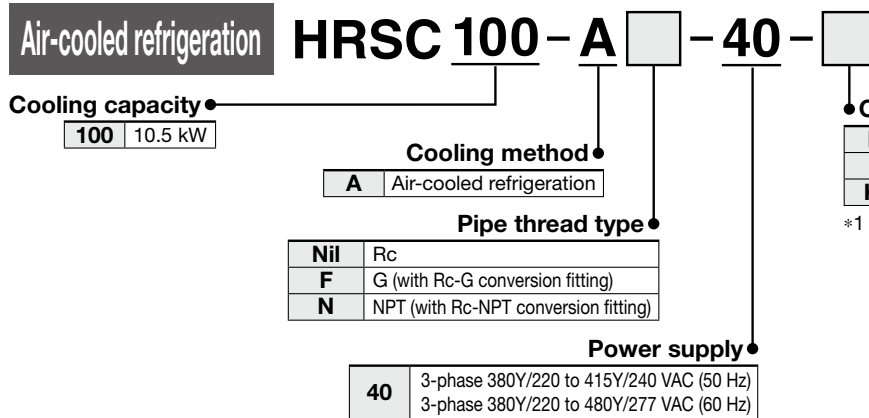 Air-cooled refrigeration HRSC 100 - A - 40 -
Cooling capacity
100 10.5 kW
Cooling method
A Air-cooled refrigeration
Pipe thread type
Nil Rc
F G (with Rc-G conversion fitting)
N NPT (with Rc-NPT conversion fitting)
Power supply
40 3-phase 380Y/220 to 415Y/240 VAC (50 Hz)
3-phase 380Y/220 to 480Y/277 VAC (60 Hz)
*1